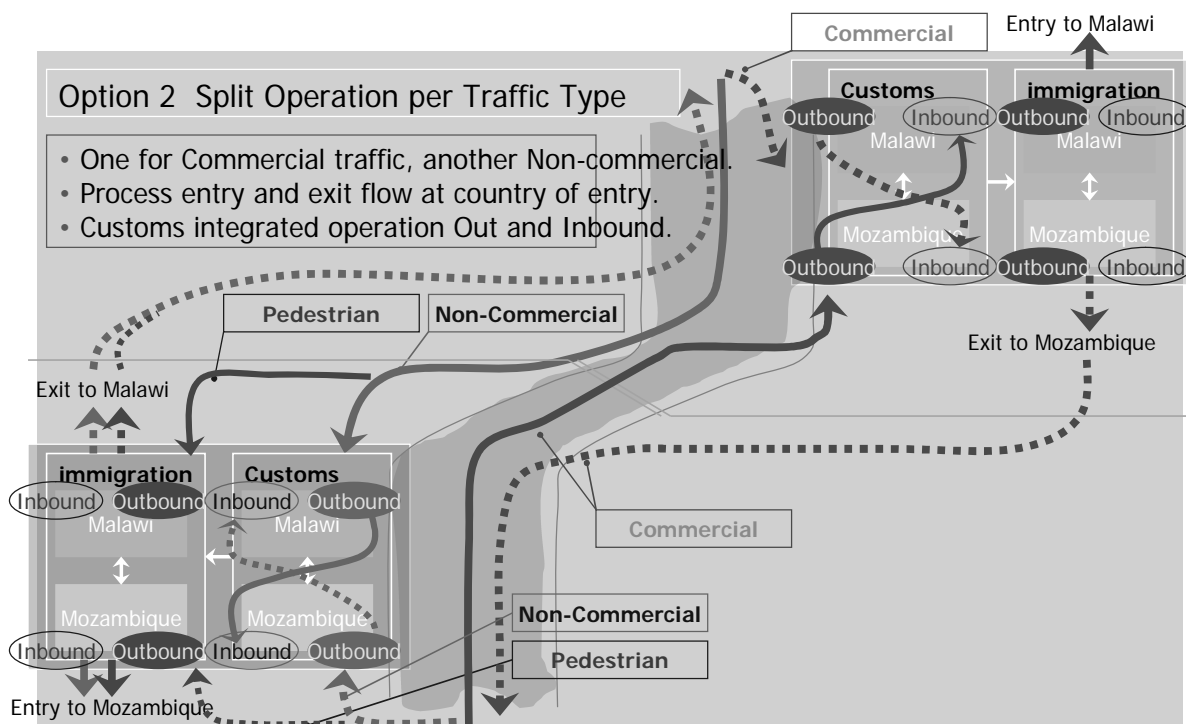 Commercial
Entry to Malawi
Option 2  Split Operation per Traffic Type
• One for Commercial traffic, another Non-commercial.
• Process entry and exit flow at country of entry.
• Customs integrated operation Out and Inbound.
Customs
immigration
Outbound
Inbound
Outbound
Inbound
Malawi
Malawi
Mozambique
Mozambique
Outbound
Inbound
Outbound
Inbound
Pedestrian
Non-Commercial
Exit to Mozambique
Exit to Malawi
immigration
Customs
Inbound
Outbound
Inbound
Outbound
Malawi
Malawi
Commercial
Mozambique
Mozambique
Non-Commercial
Inbound
Outbound
Inbound
Outbound
Pedestrian
Entry to Mozambique